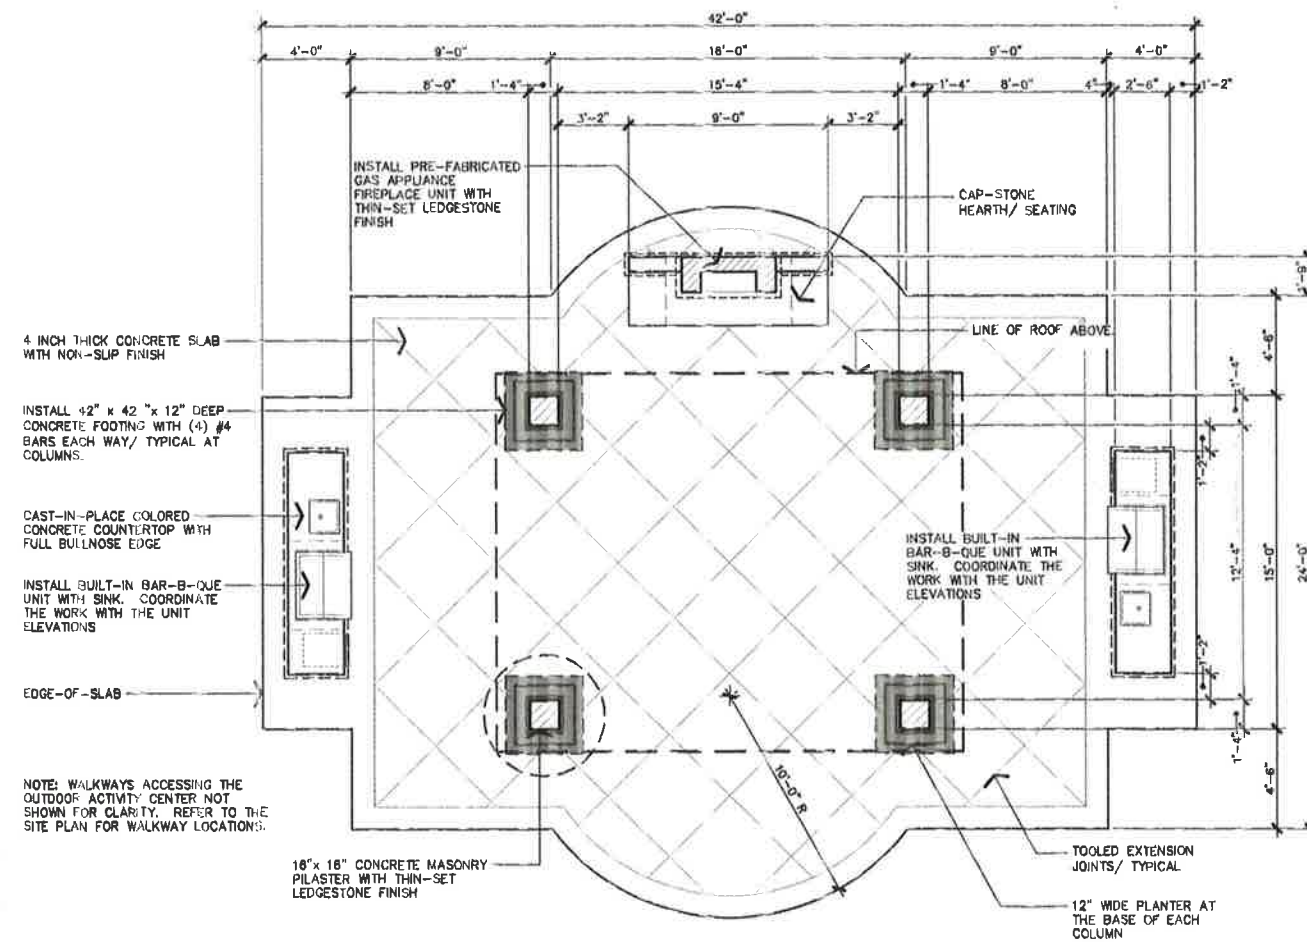 42'-0"
4'-0" 9'-0" 16'-0" 9'-0" 4'-0"
8'-0" 1'-4" 15'-4" 1'-4" 8'-0" 4" 2'-6" 1'-2"
3'-2" 9'-0" 3'-2"
INSTALL PRE-FABRICATED
GAS APPLIANCE
FIREPLACE UNIT WITH
THIN-SET LEDGESTONE
FINISH
CAP-STONE
HEARTH/ SEATING
4 INCH THICK CONCRETE SLAB
WITH NON-SLIP FINISH
LINE OF ROOF ABOVE
INSTALL 42" x 42 "x 12" DEEP
CONCRETE FOOTING WITH (4) #4
BARS EACH WAY/ TYPICAL AT
COLUMNS.
CAST-IN-PLACE COLORED
CONCRETE COUNTERTOP WITH
FULL BULLNOSE EDGE
INSTALL BUILT-IN BAR-B-QUE
UNIT WITH SINK. COORDINATE
THE WORK WITH THE UNIT
ELEVATIONS
INSTALL BUILT-IN
BAR-B-QUE UNIT WITH
SINK. COORDINATE THE
WORK WITH THE UNIT
ELEVATIONS
EDGE-OF-SLAB
NOTE: WALKWAYS ACCESSING THE
OUTDOOR ACTIVITY CENTER NOT
SHOWN FOR CLARITY. REFER TO THE
SITE PLAN FOR WALKWAY LOCATIONS.
16"x 16" CONCRETE MASONRY
PILASTER WITH THIN-SET
LEDGESTONE FINISH
10'-0" R
TOOLED EXTENSION
JOINTS/ TYPICAL
12" WIDE PLANTER AT
THE BASE OF EACH
COLUMN
4'-6"
1'-4"
1'-2"
12'-4"
15'-0"
24'-0"
1'-2"
1'-4"
4'-6"